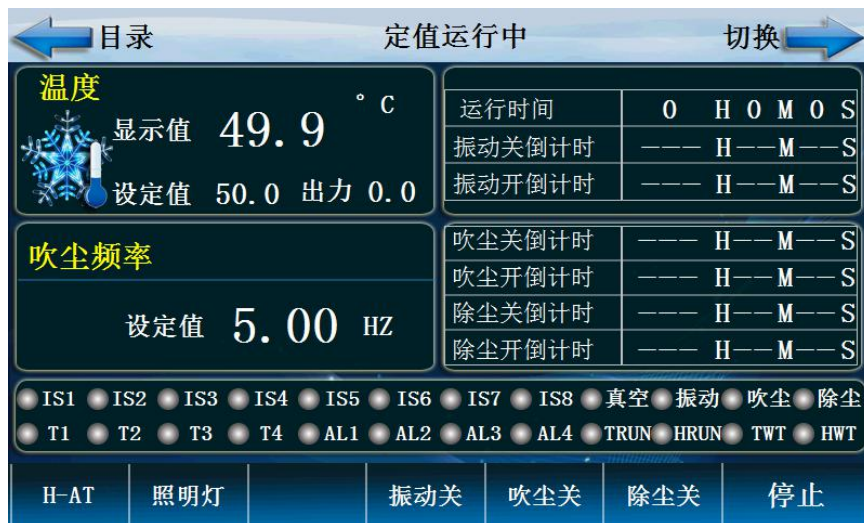 目录 定值运行中 切换
温度
显示值 49.9 °C
设定值 50.0 出力 0.0
运行时间 0 H 0 M 0 S
振动关倒计时 --- H--M--S
振动开倒计时 --- H--M--S
吹尘频率
设定值 5.00 HZ
吹尘关倒计时 --- H--M--S
吹尘开倒计时 --- H--M--S
除尘关倒计时 --- H--M--S
除尘开倒计时 --- H--M--S
IS1 IS2 IS3 IS4 IS5 IS6 IS7 IS8 真空 振动 吹尘 除尘
T1 T2 T3 T4 AL1 AL2 AL3 AL4 TRUN HRUN TWT HWT
H-AT 照明灯 振动关 吹尘关 除尘关 停止